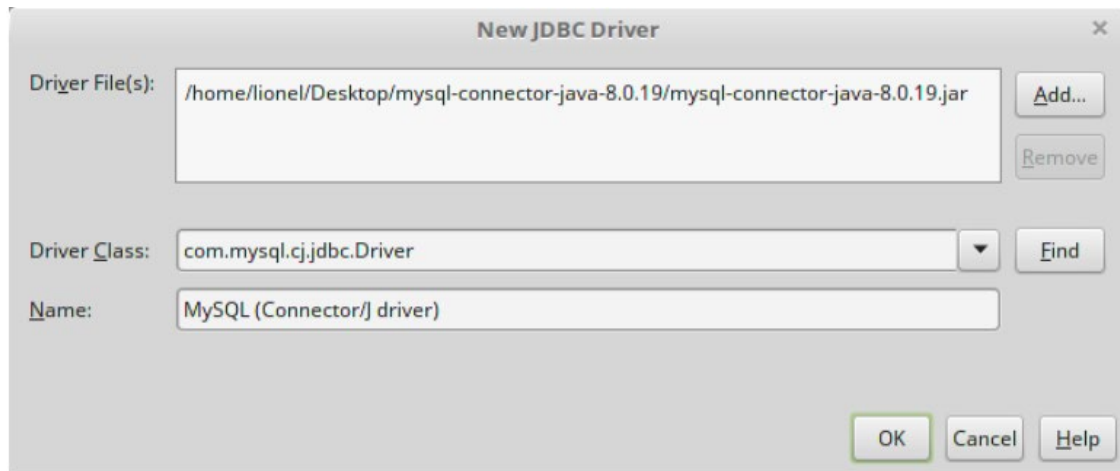 New JDBC Driver
Driver File(s):
/home/lionel/Desktop/mysql-connector-java-8.0.19/mysql-connector-java-8.0.19.jar
Add...
Remove
Driver Class:
com.mysql.cj.jdbc.Driver
Find
Name:
MySQL (Connector/J driver)
OK
Cancel
Help